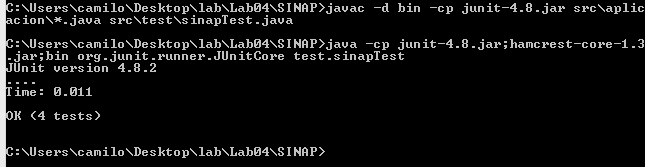 C:\Users\camilo\Desktop\lab\Lab04\SINAP>javac -d bin -cp junit-4.8.jar src\aplic
acion\*.java src\test\sinapTest.java
C:\Users\camilo\Desktop\lab\Lab04\SINAP>java -cp junit-4.8.jar;hamcrest-core-1.3
.jar;bin org.junit.runner.JUnitCore test.sinapTest
JUnit version 4.8.2
....
Time: 0.011
OK (4 tests)
C:\Users\camilo\Desktop\lab\Lab04\SINAP>